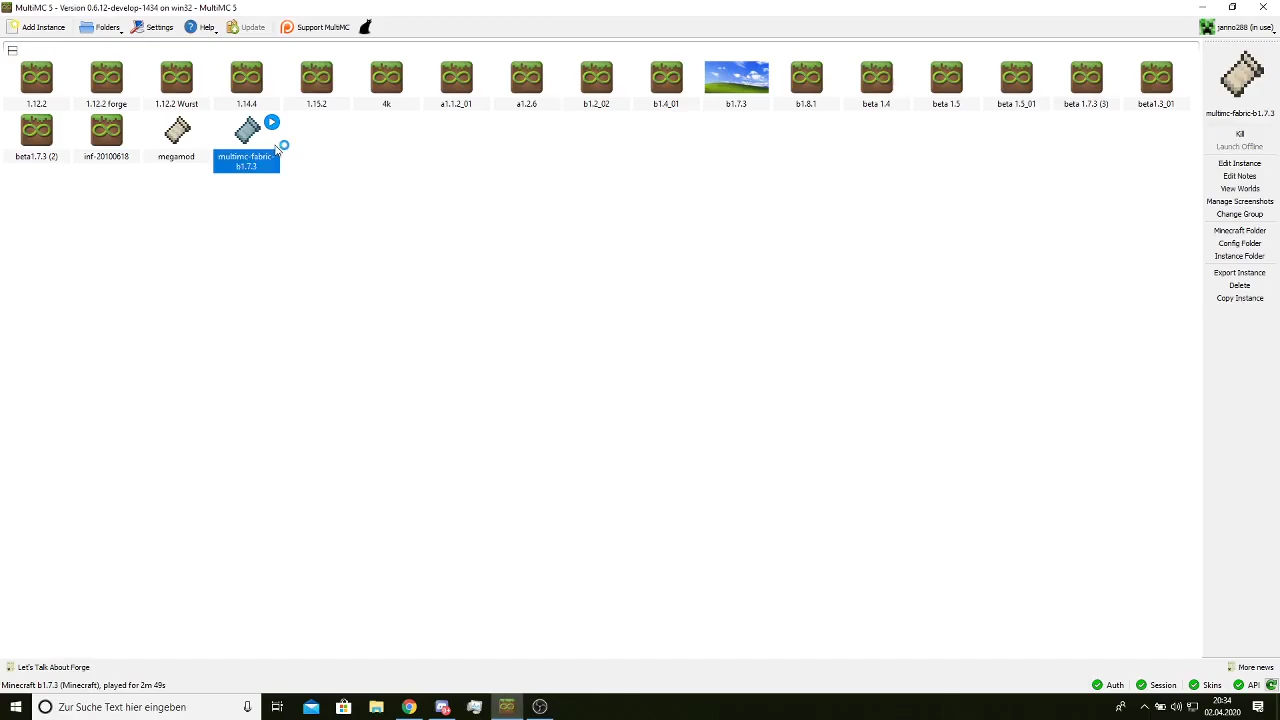 MultiMC 5 - Version 0.6.12-develop-1434 on win32 - MultiMC 5
Add Instance Folders Settings Help Update Support MultiMC janno288 (in use)
1.12.2 1.12.2 forge 1.12.2 Wurst 1.14.4 1.15.2 4k a1.1.2_01 a1.2.6 b1.2_02 b1.4_01 b1.7.3 b1.8.1 beta 1.4 beta 1.5 beta 1.5_01 beta 1.7.3 (3) beta1.3_01
beta1.7.3 (2) inf-20100618 megamod multimc-fabric-
b1.7.3
multimc-fabric-b1.7.3
Kill
Launch Offline
Edit Instance
Edit Notes
View Worlds
Manage Screenshots
Change Group
Minecraft Folder
Config Folder
Instance Folder
Export Instance
Delete
Copy Instance
Let's Talk About Forge More news
Minecraft b1.7.3 (Minecraft), played for 2m 49s Auth Session Skins API
Zur Suche Text hier eingeben
20:34
02.04.2020